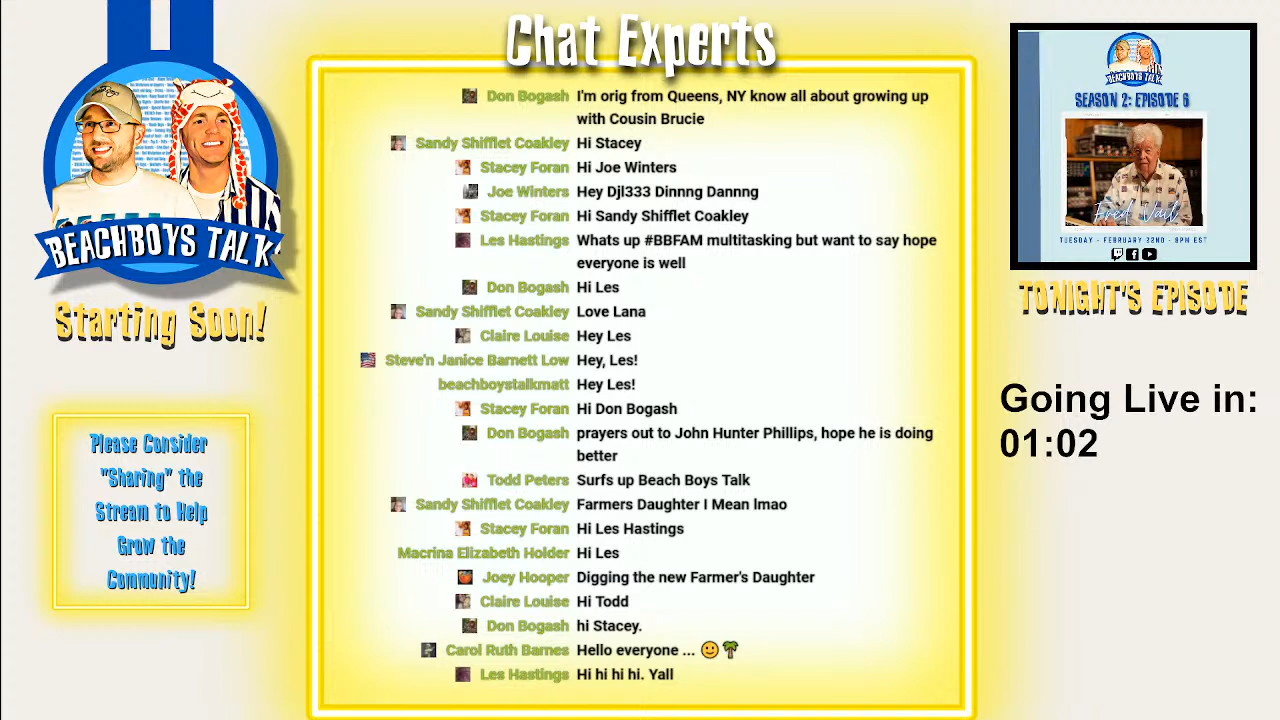 BEACHBOYS TALK
Starting Soon!
Please Consider
"Sharing" the
Stream to Help
Grow the
Community!
Chat Experts
Don Bogash I'm orig from Queens, NY know all about growing up
with Cousin Brucie
Sandy Shifflet Coakley Hi Stacey
Stacey Foran Hi Joe Winters
Joe Winters Hey Djl333 Dinnng Dannng
Stacey Foran Hi Sandy Shifflet Coakley
Les Hastings Whats up #BBFAM multitasking but want to say hope
everyone is well
Don Bogash Hi Les
Sandy Shifflet Coakley Love Lana
Claire Louise Hey Les
Steve'n Janice Barnett Low Hey, Les!
beachboystalkmatt Hey Les!
Stacey Foran Hi Don Bogash
Don Bogash prayers out to John Hunter Phillips, hope he is doing
better
Todd Peters Surfs up Beach Boys Talk
Sandy Shifflet Coakley Farmers Daughter I Mean lmao
Stacey Foran Hi Les Hastings
Macrina Elizabeth Holder Hi Les
Joey Hooper Digging the new Farmer's Daughter
Claire Louise Hi Todd
Don Bogash hi Stacey.
Carol Ruth Barnes Hello everyone ... 🙂🌴
Les Hastings Hi hi hi hi. Yall
BEACHBOYS TALK
SEASON 2: EPISODE 6
Fred Vail
TUESDAY - FEBRUARY 22ND - 8PM EST
TONIGHT'S EPISODE
Going Live in:
01:02